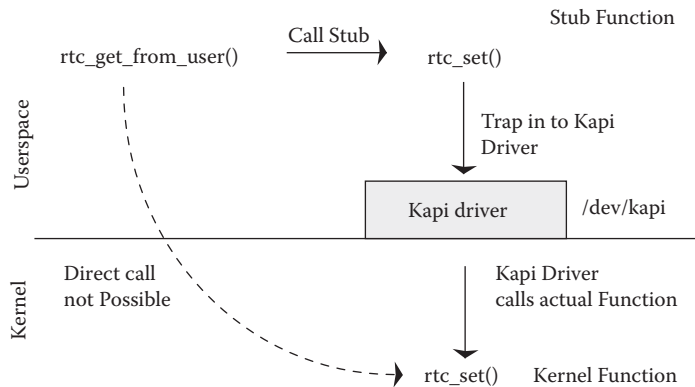 Stub Function
Call Stub
rtc_get_from_user()
rtc_set()
Userspace
Trap in to Kapi
Driver
Kapi driver
/dev/kapi
Kernel
Direct call
not Possible
Kapi Driver
calls actual Function
rtc_set()
Kernel Function